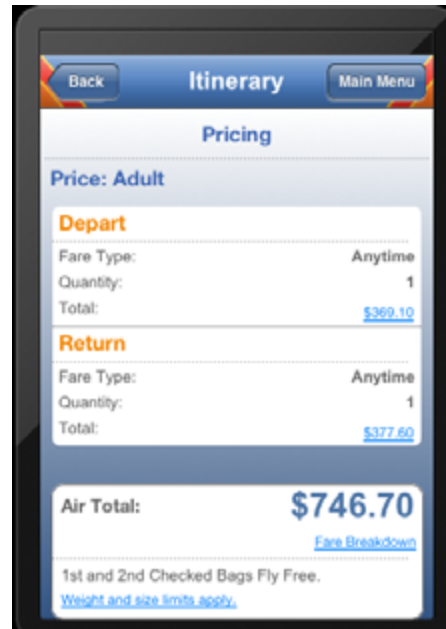 Back Itinerary Main Menu
Pricing
Price: Adult
Depart
Fare Type: Anytime
Quantity: 1
Total: $369.10
Return
Fare Type: Anytime
Quantity: 1
Total: $377.60
Air Total: $746.70
Fare Breakdown
1st and 2nd Checked Bags Fly Free.
Weight and size limits apply.